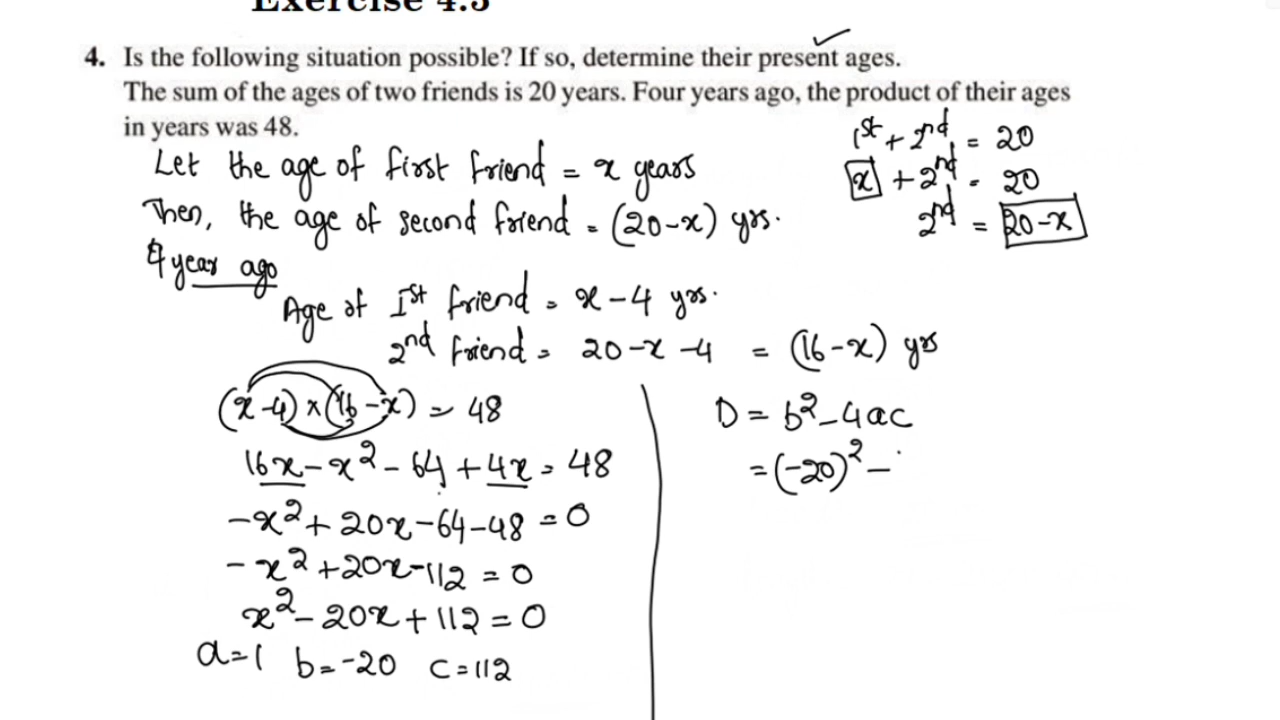 Exercise 4.3
4. Is the following situation possible? If so, determine their present ages.
The sum of the ages of two friends is 20 years. Four years ago, the product of their ages
in years was 48.
1st + 2nd = 20
x + 2nd = 20
2nd = 20-x
Let the age of first friend = x years
Then, the age of second friend = (20-x) yrs.
4 year ago
Age of Ist friend = x-4 yrs.
2nd friend = 20-x-4 = (16-x) yrs
(x-4)×(16-x) = 48
16x-x²-64+4x = 48
-x²+20x-64-48 = 0
-x²+20x-112 = 0
x²-20x+112 = 0
a=1 b=-20 c=112
D = b²-4ac
=(-20)²-